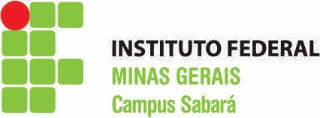 INSTITUTO FEDERAL
MINAS GERAIS
Campus Sabará